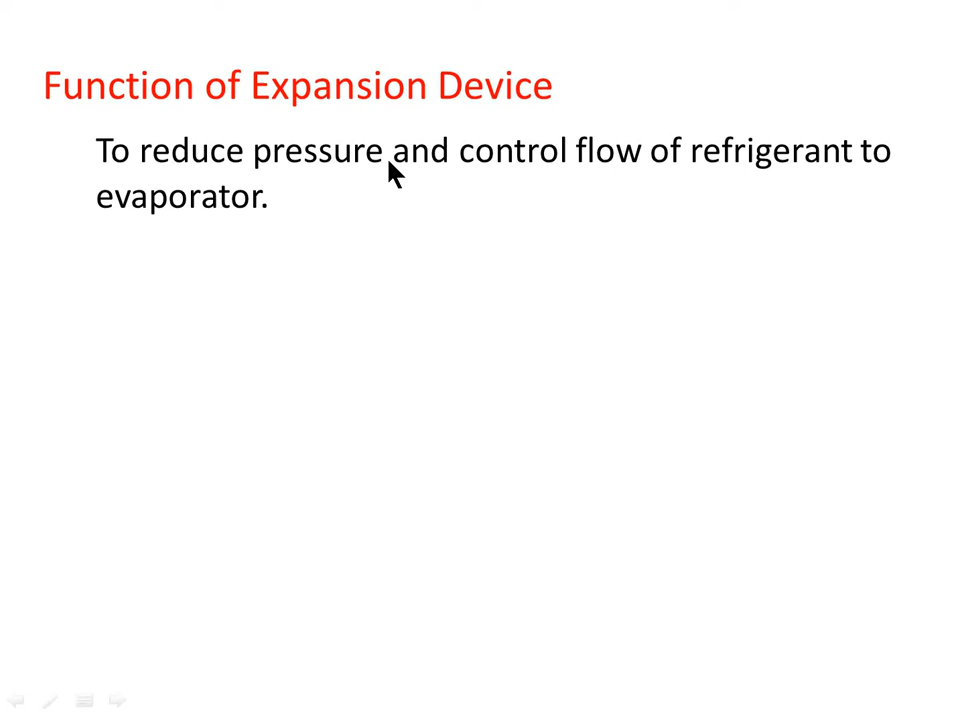 Function of Expansion Device
To reduce pressure and control flow of refrigerant to
evaporator.